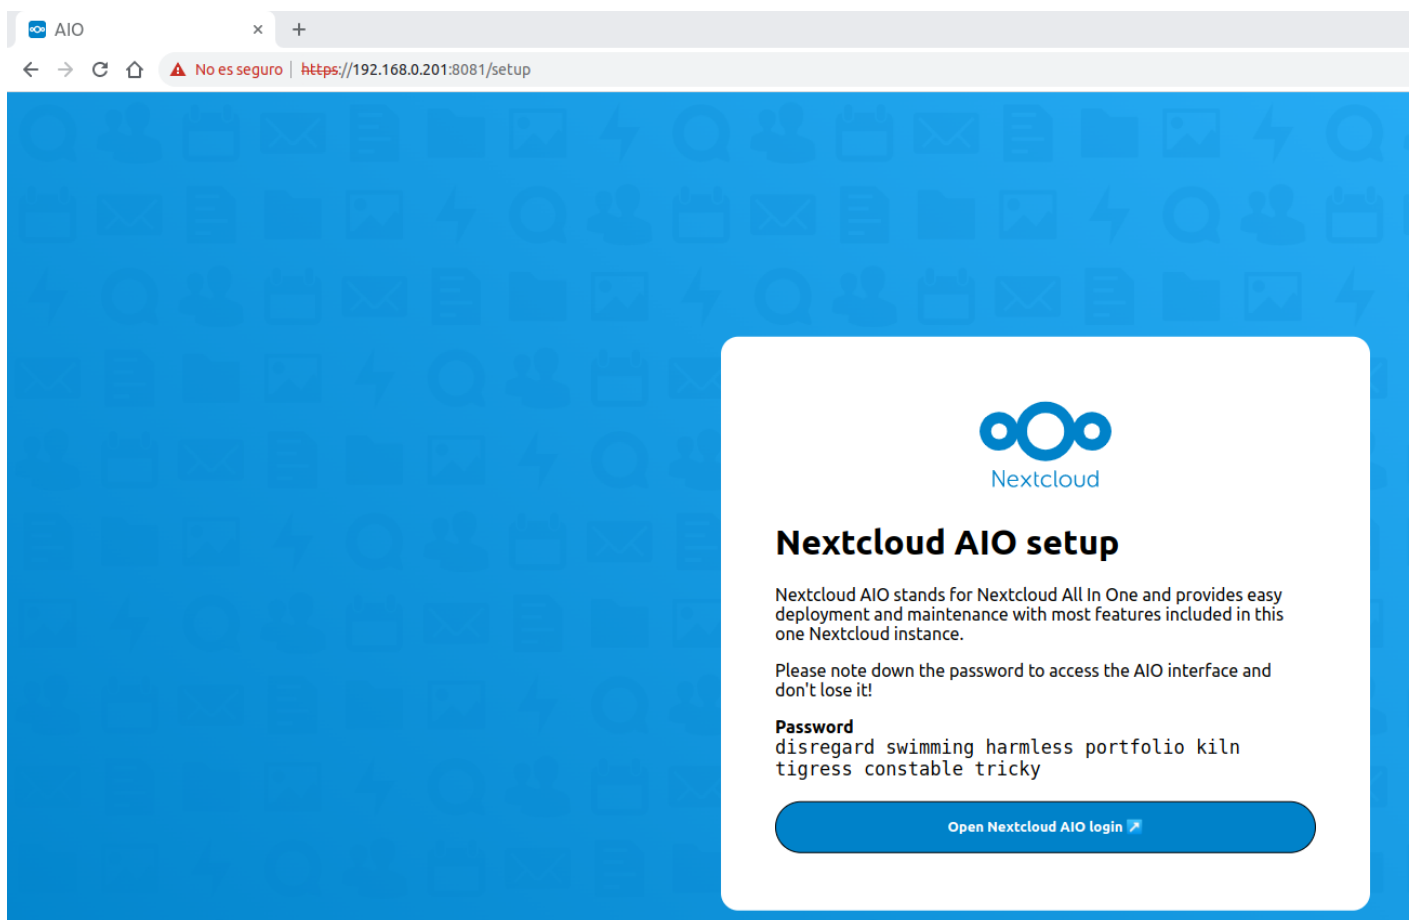 AIO
No es seguro
https://192.168.0.201:8081/setup
Nextcloud
Nextcloud AIO setup
Nextcloud AIO stands for Nextcloud All In One and provides easy
deployment and maintenance with most features included in this
one Nextcloud instance.
Please note down the password to access the AIO interface and
don't lose it!
Password
disregard swimming harmless portfolio kiln
tigress constable tricky
Open Nextcloud AIO login ↗